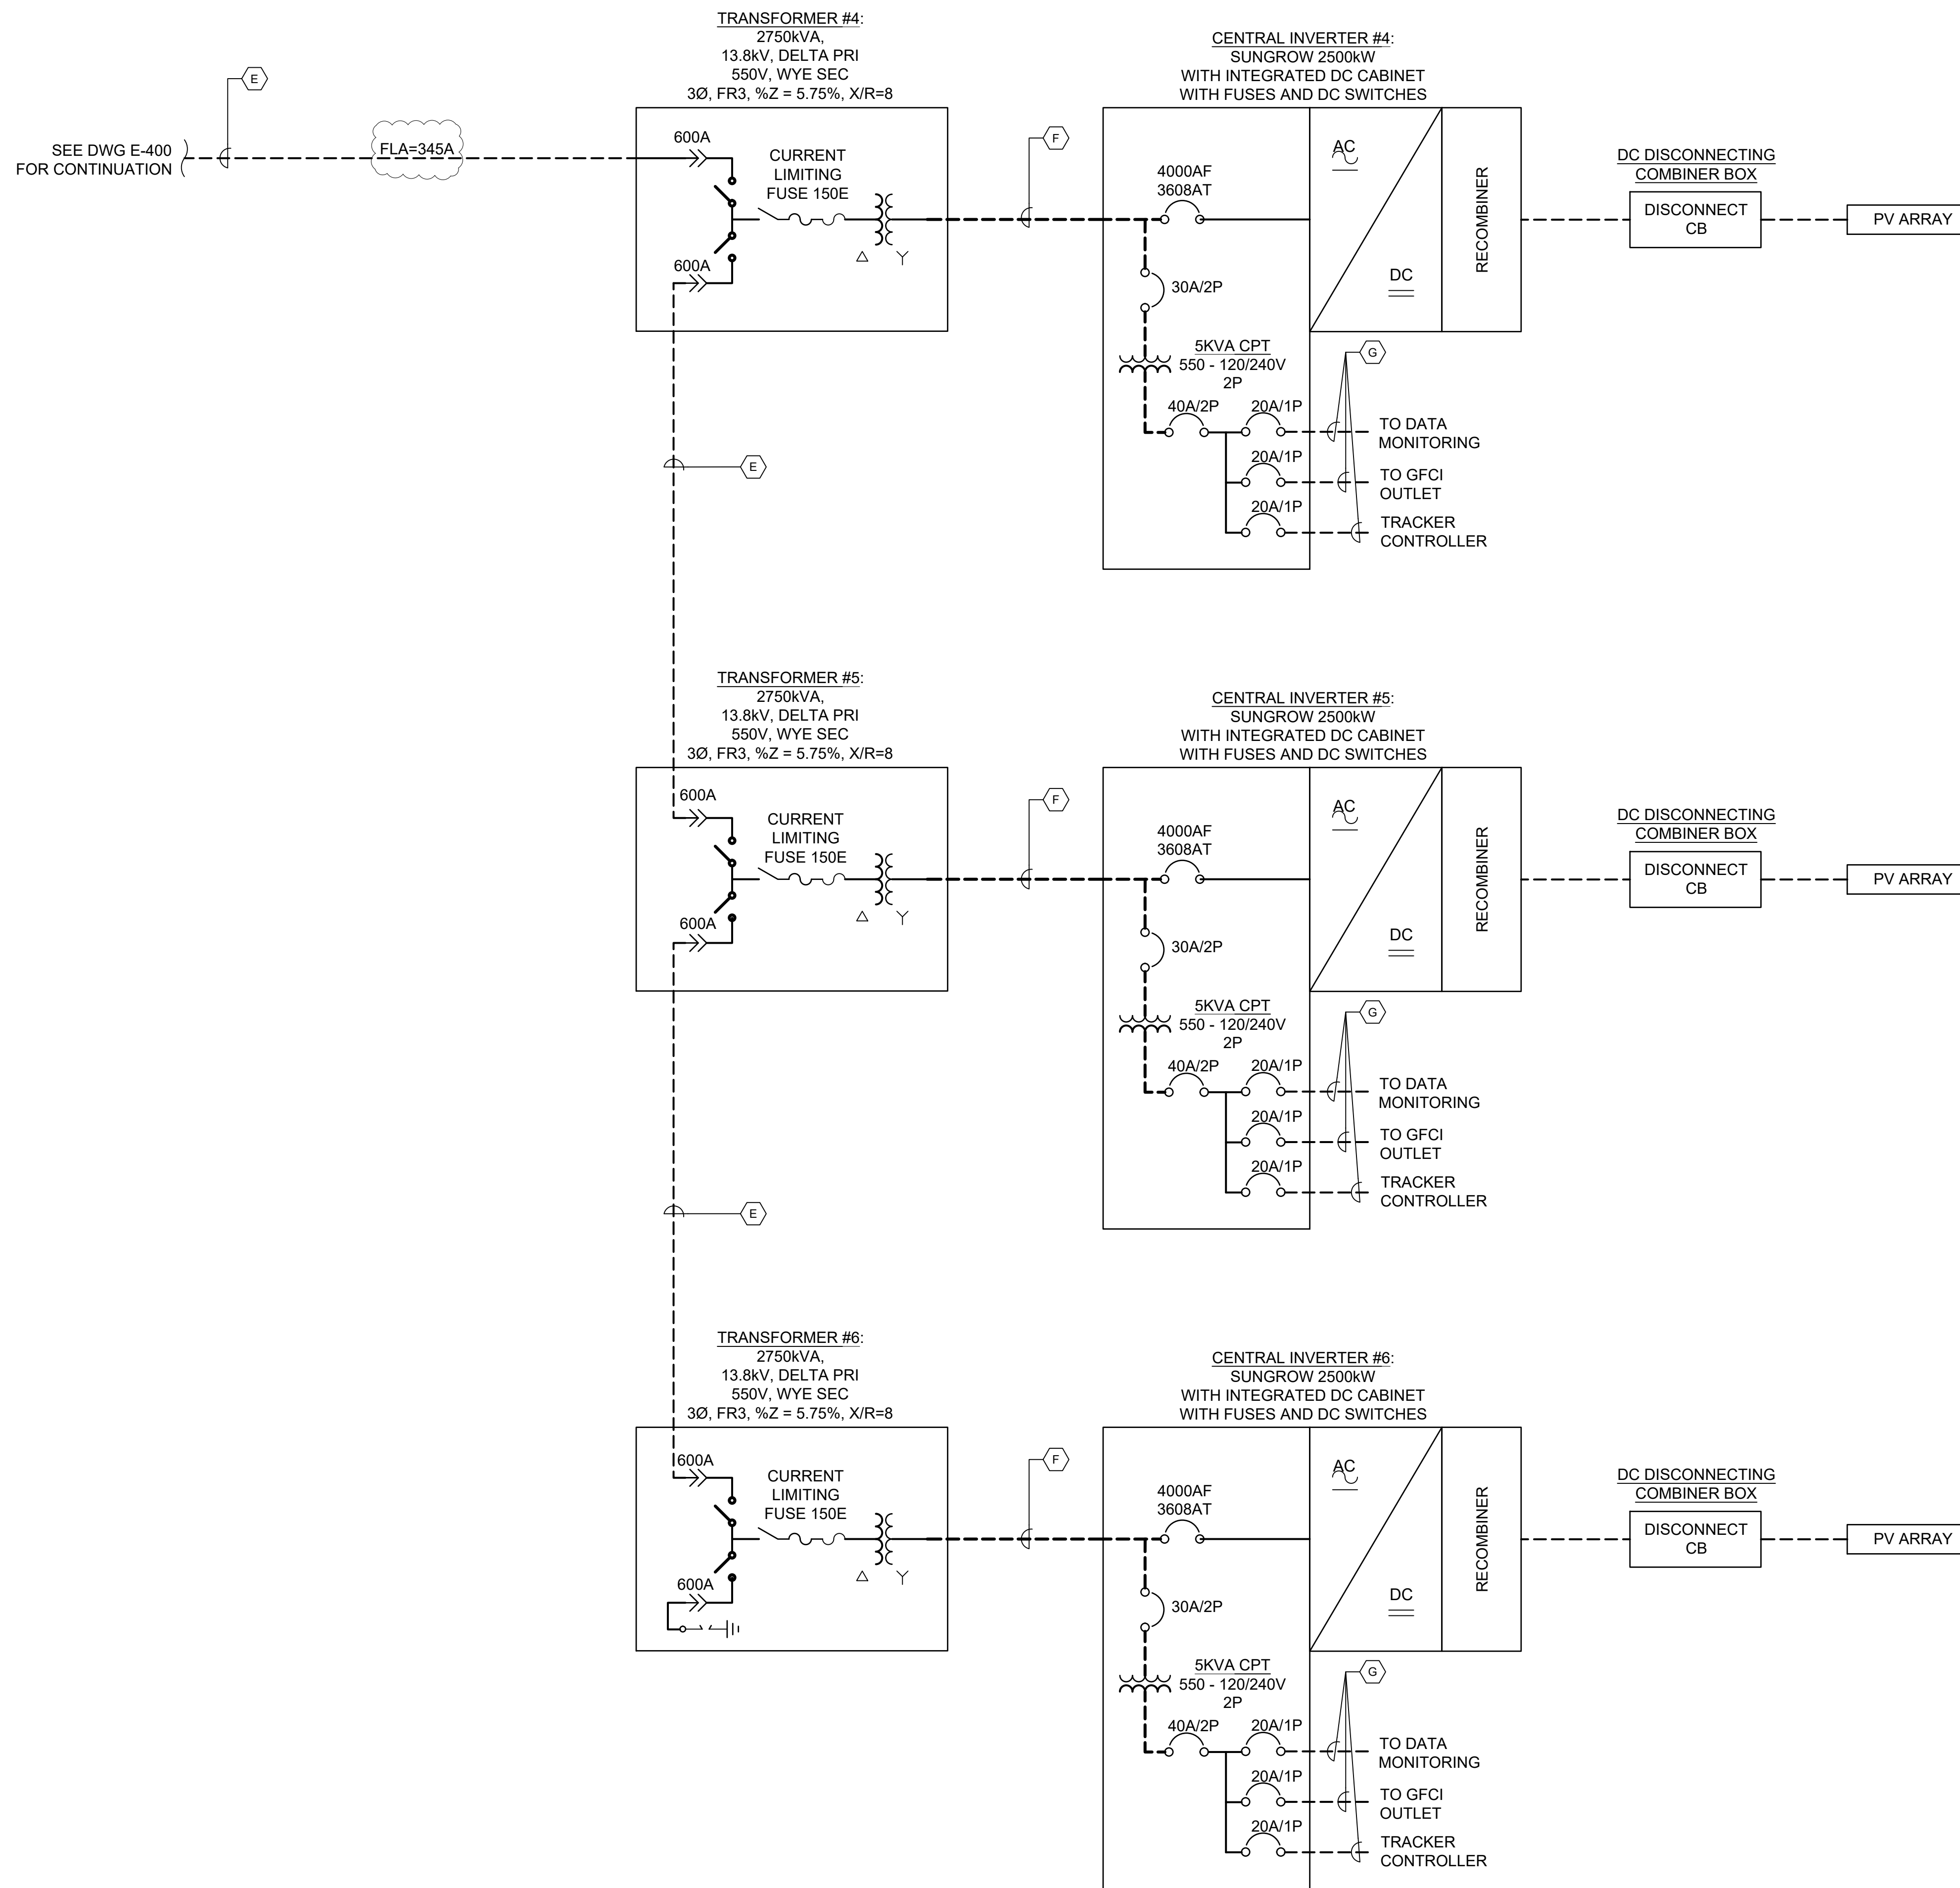 TRANSFORMER #4:
2750kVA,
13.8kV, DELTA PRI
550V, WYE SEC
3Ø, FR3, %Z = 5.75%, X/R=8
CENTRAL INVERTER #4:
SUNGROW 2500kW
WITH INTEGRATED DC CABINET
WITH FUSES AND DC SWITCHES
E
SEE DWG E-400
FOR CONTINUATION
FLA=345A
600A
CURRENT
LIMITING
FUSE 150E
600A
F
4000AF
3608AT
AC
DC
RECOMBINER
DC DISCONNECTING
COMBINER BOX
DISCONNECT
CB
PV ARRAY
30A/2P
5KVA CPT
550 - 120/240V
2P
G
40A/2P
20A/1P
TO DATA
MONITORING
20A/1P
TO GFCI
OUTLET
20A/1P
TRACKER
CONTROLLER
E
TRANSFORMER #5:
2750kVA,
13.8kV, DELTA PRI
550V, WYE SEC
3Ø, FR3, %Z = 5.75%, X/R=8
CENTRAL INVERTER #5:
SUNGROW 2500kW
WITH INTEGRATED DC CABINET
WITH FUSES AND DC SWITCHES
600A
CURRENT
LIMITING
FUSE 150E
600A
F
4000AF
3608AT
AC
DC
RECOMBINER
DC DISCONNECTING
COMBINER BOX
DISCONNECT
CB
PV ARRAY
30A/2P
5KVA CPT
550 - 120/240V
2P
G
40A/2P
20A/1P
TO DATA
MONITORING
20A/1P
TO GFCI
OUTLET
20A/1P
TRACKER
CONTROLLER
E
TRANSFORMER #6:
2750kVA,
13.8kV, DELTA PRI
550V, WYE SEC
3Ø, FR3, %Z = 5.75%, X/R=8
CENTRAL INVERTER #6:
SUNGROW 2500kW
WITH INTEGRATED DC CABINET
WITH FUSES AND DC SWITCHES
600A
CURRENT
LIMITING
FUSE 150E
600A
F
4000AF
3608AT
AC
DC
RECOMBINER
DC DISCONNECTING
COMBINER BOX
DISCONNECT
CB
PV ARRAY
30A/2P
5KVA CPT
550 - 120/240V
2P
G
40A/2P
20A/1P
TO DATA
MONITORING
20A/1P
TO GFCI
OUTLET
20A/1P
TRACKER
CONTROLLER